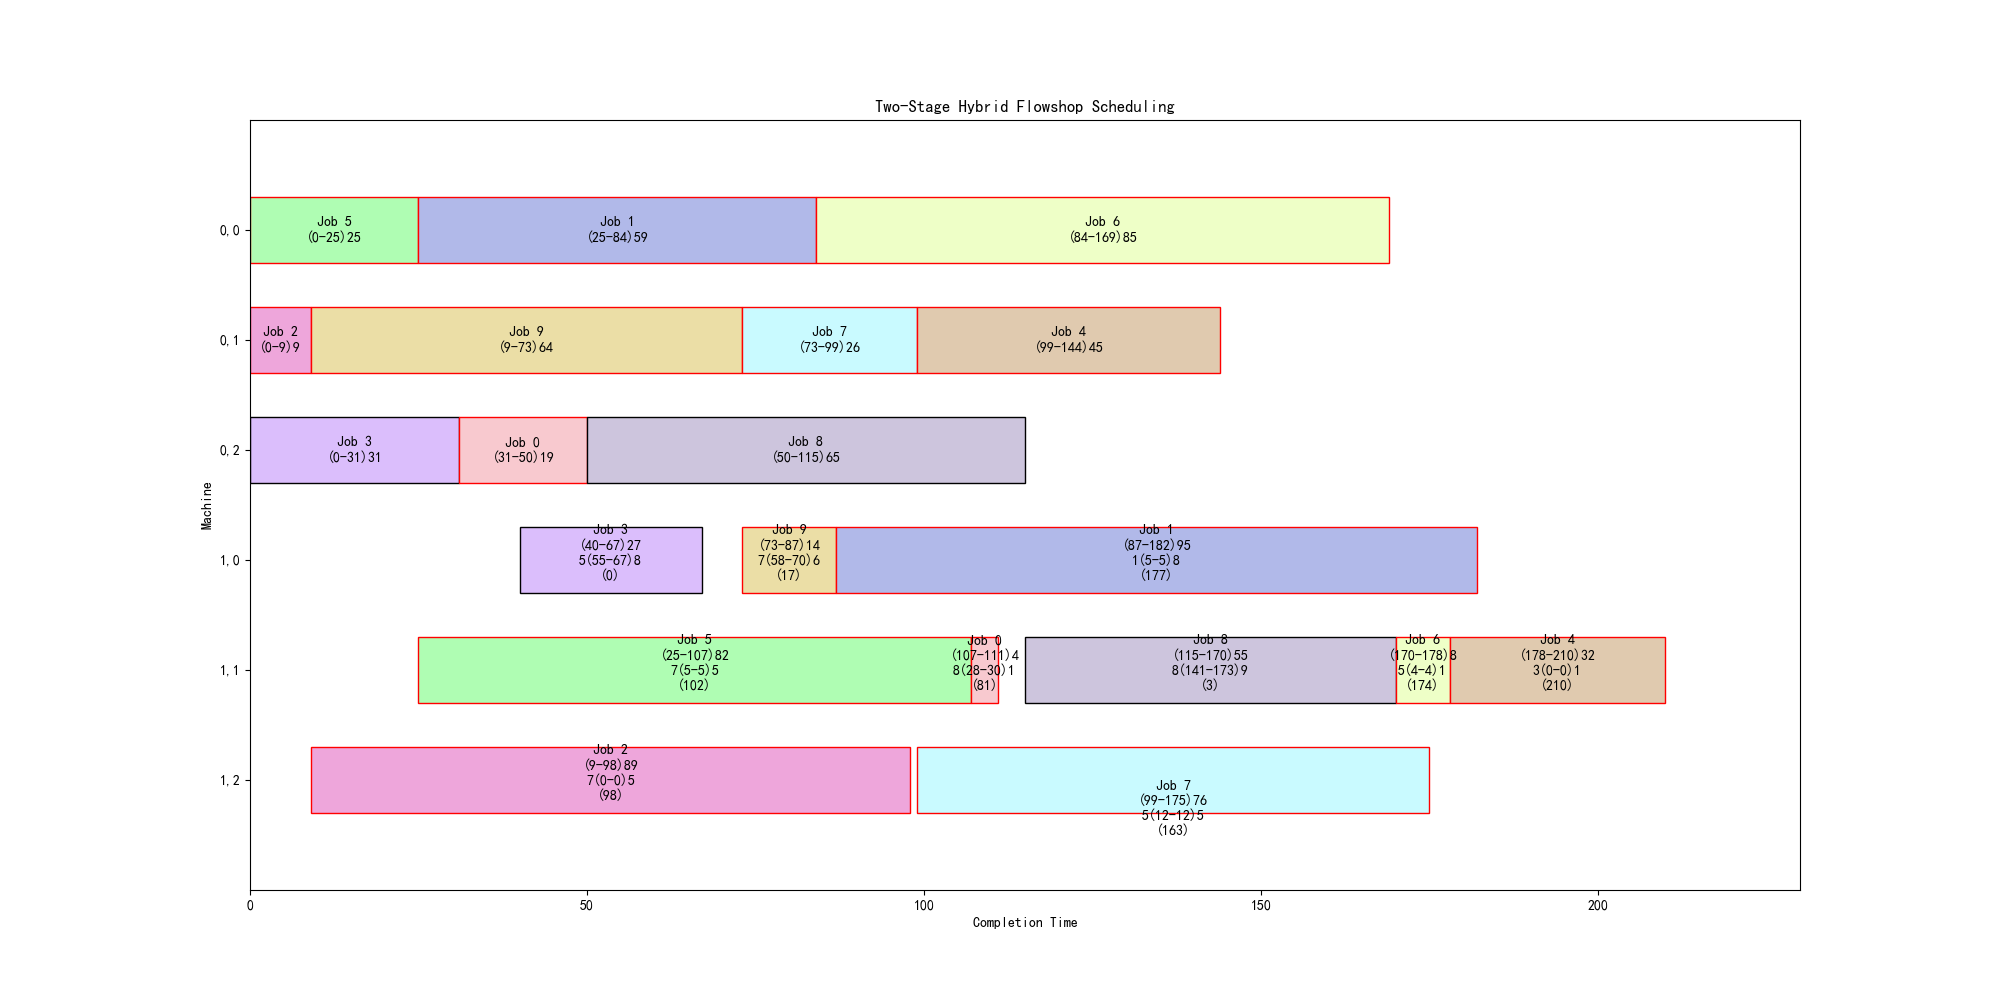 Two-Stage Hybrid Flowshop Scheduling
Machine
0,0
Job 5
(0-25)25
Job 1
(25-84)59
Job 6
(84-169)85
0,1
Job 2
(0-9)9
Job 9
(9-73)64
Job 7
(73-99)26
Job 4
(99-144)45
0,2
Job 3
(0-31)31
Job 0
(31-50)19
Job 8
(50-115)65
1,0
Job 3
(40-67)27
5(55-67)8
(0)
Job 9
(73-87)14
7(58-70)6
(17)
Job 1
(87-182)95
1(5-5)8
(177)
1,1
Job 5
(25-107)82
7(5-5)5
(102)
Job 0
(107-111)4
8(28-30)1
(81)
Job 8
(115-170)55
8(141-173)9
(3)
Job 6
(170-178)8
5(4-4)1
(174)
Job 4
(178-210)32
3(0-0)1
(210)
1,2
Job 2
(9-98)89
7(0-0)5
(98)
Job 7
(99-175)76
5(12-12)5
(163)
0
50
100
150
200
Completion Time